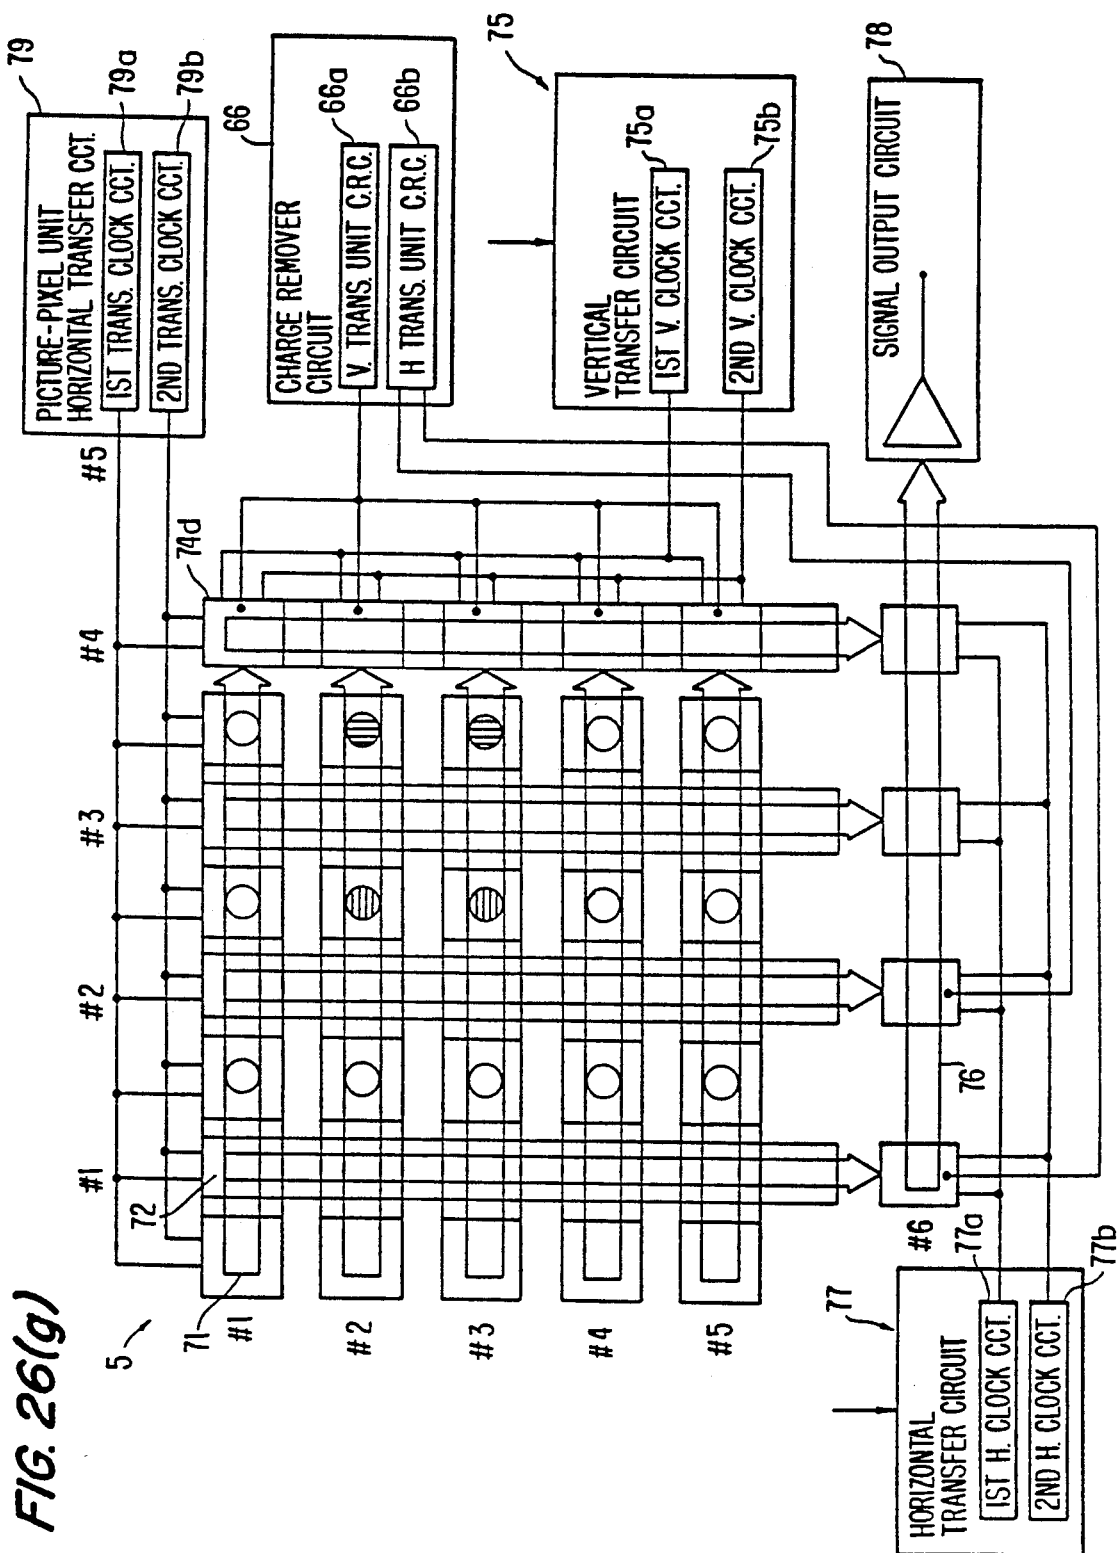 FIG. 26(g)
5
79
PICTURE-PIXEL UNIT
HORIZONTAL TRANSFER CCT.
1ST TRANS. CLOCK CCT.
79a
2ND TRANS. CLOCK CCT.
79b
66
CHARGE REMOVER
CIRCUIT
V. TRANS. UNIT C.R.C.
66a
H TRANS. UNIT C.R.C.
66b
75
VERTICAL
TRANSFER CIRCUIT
1ST V. CLOCK CCT.
75a
2ND V. CLOCK CCT.
75b
78
SIGNAL OUTPUT CIRCUIT
#1
#2
#3
#4
#5
74d
72
71
#1
#2
#3
#4
#5
#6
76
77
HORIZONTAL
TRANSFER CIRCUIT
1ST H. CLOCK CCT.
77a
2ND H. CLOCK CCT.
77b